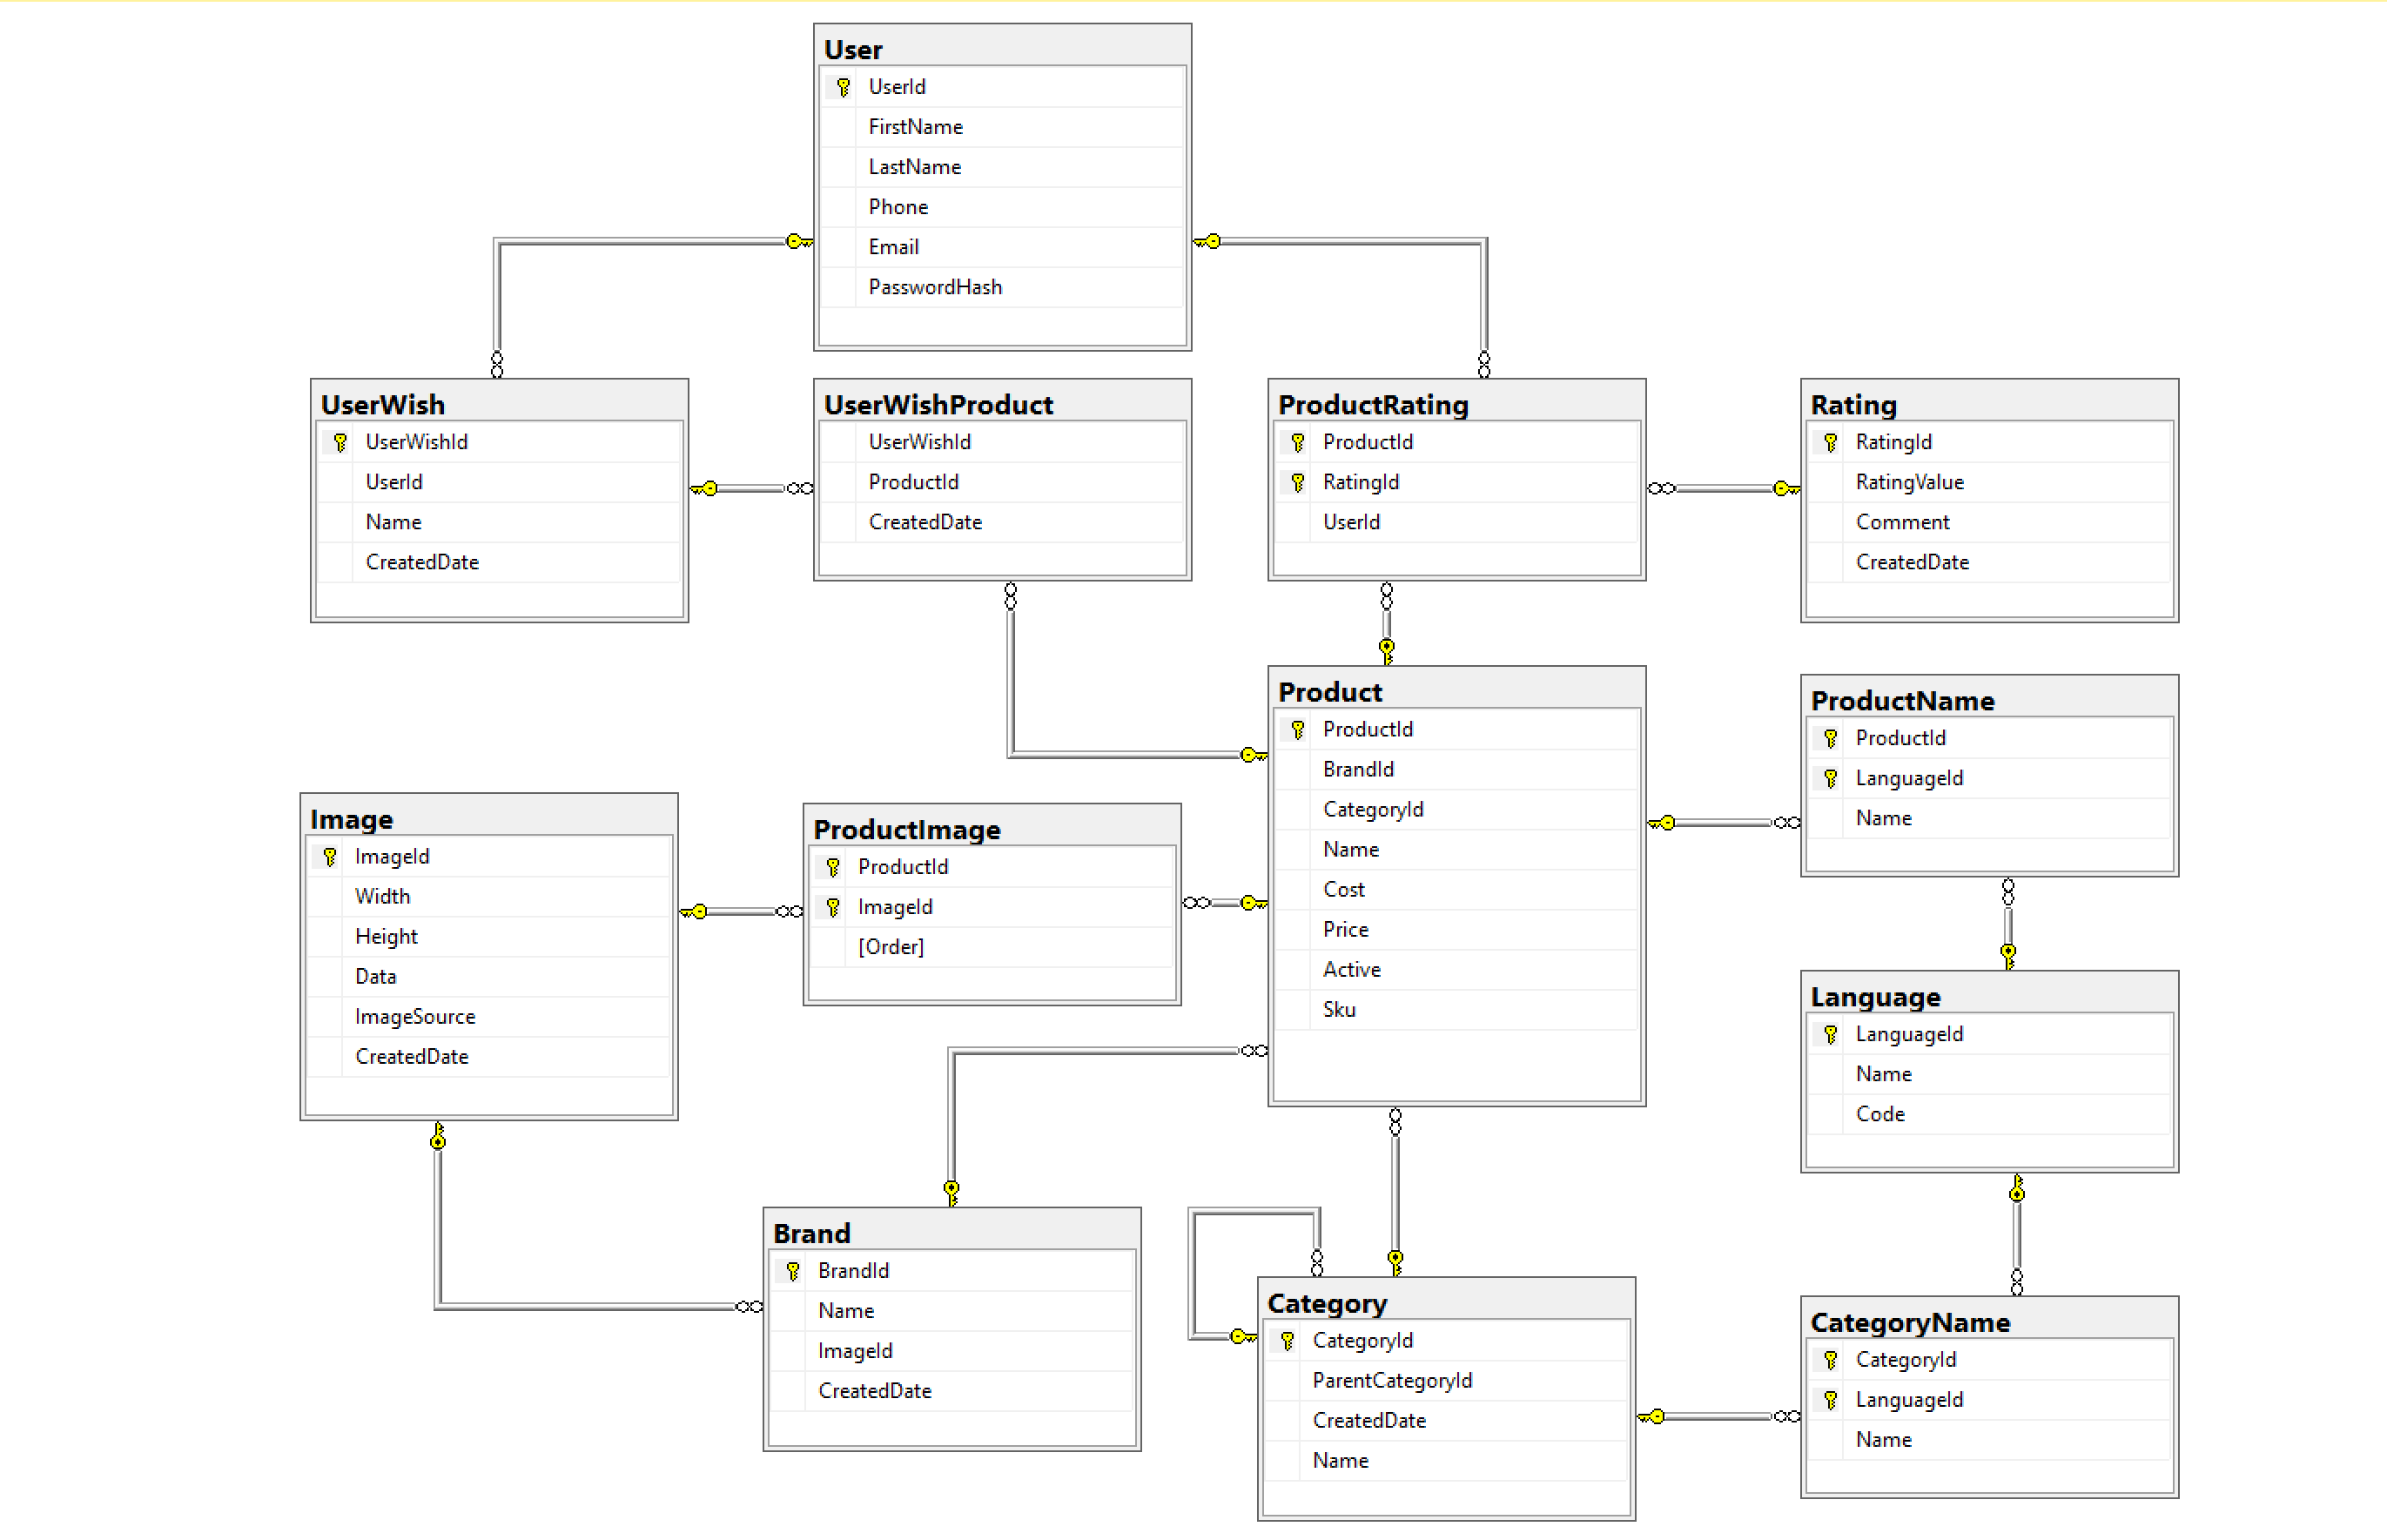 User
UserId
FirstName
LastName
Phone
Email
PasswordHash
UserWish
UserWishId
UserId
Name
CreatedDate
UserWishProduct
UserWishId
ProductId
CreatedDate
ProductRating
ProductId
RatingId
UserId
Rating
RatingId
RatingValue
Comment
CreatedDate
Product
ProductId
BrandId
CategoryId
Name
Cost
Price
Active
Sku
ProductName
ProductId
LanguageId
Name
Image
ImageId
Width
Height
Data
ImageSource
CreatedDate
ProductImage
ProductId
ImageId
[Order]
Language
LanguageId
Name
Code
Brand
BrandId
Name
ImageId
CreatedDate
Category
CategoryId
ParentCategoryId
CreatedDate
Name
CategoryName
CategoryId
LanguageId
Name